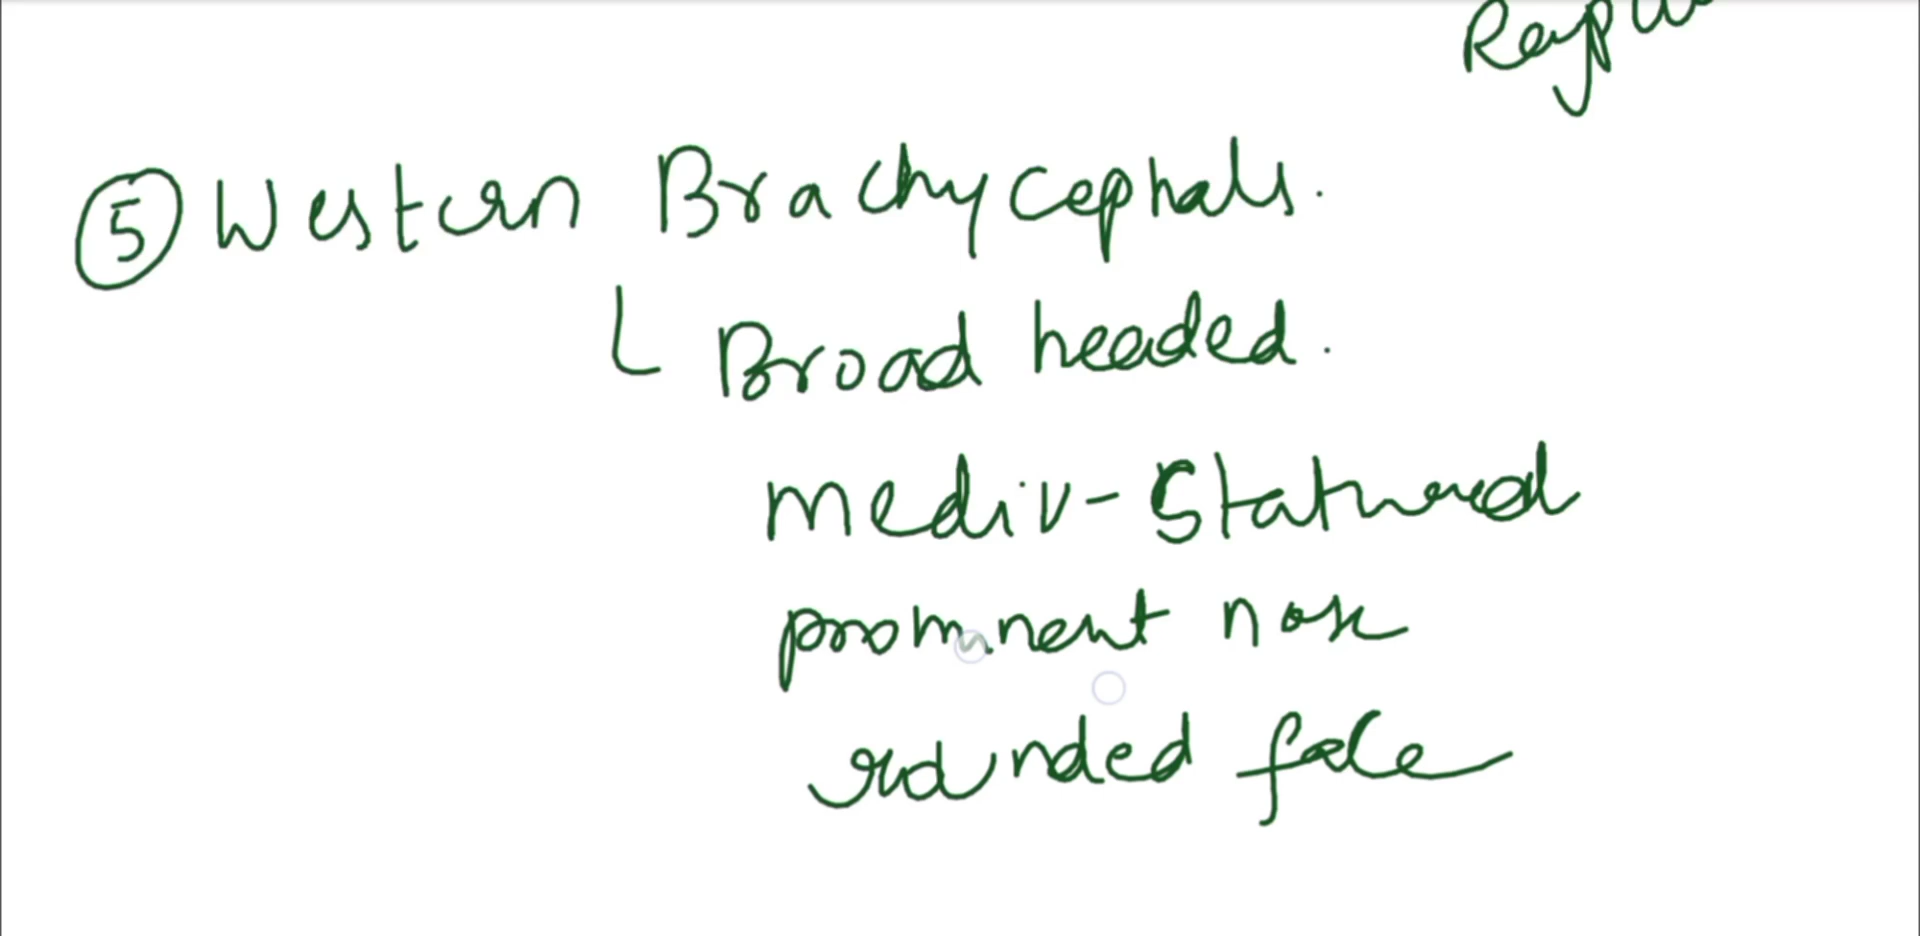 ⑤ Western Brachycephals.
Broad headed.
mediu-Statured
prominent nose
rounded face